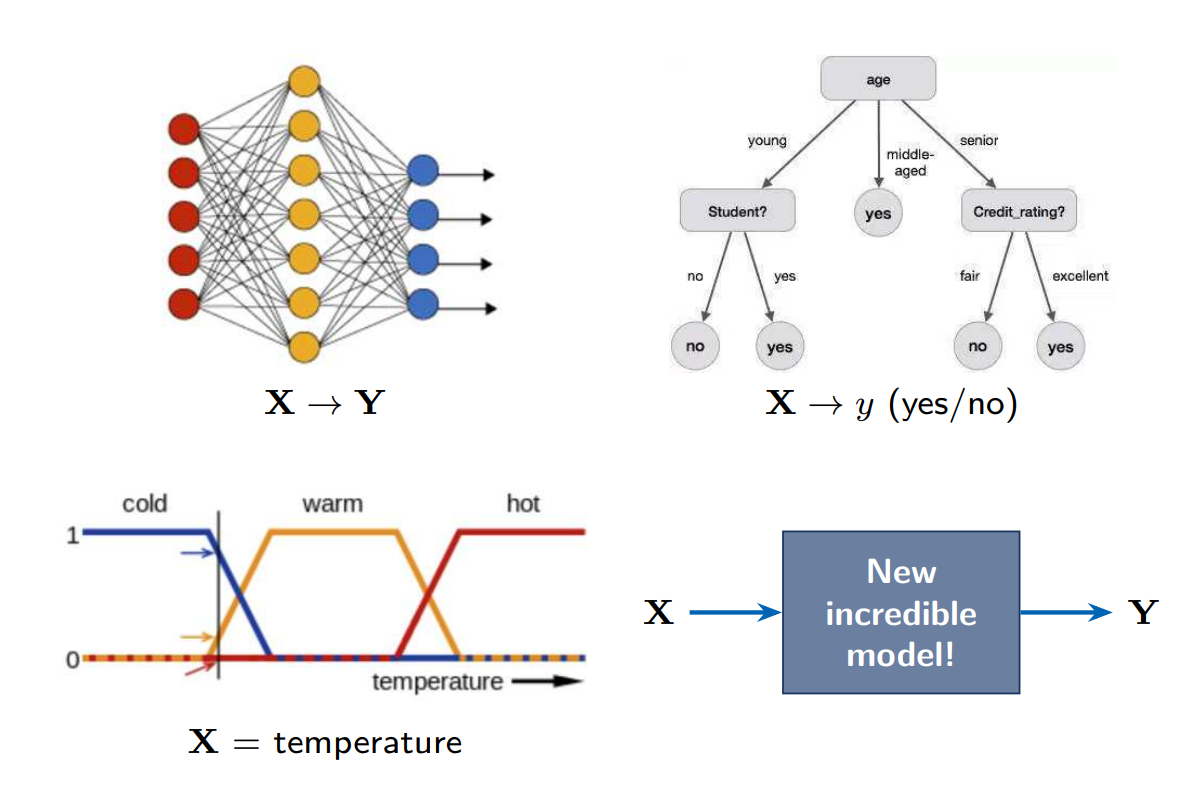 age
young
middle-
aged
senior
Student?
yes
Credit_rating?
no
yes
fair
excellent
no
yes
no
yes
X → Y
X → y (yes/no)
cold
warm
hot
1
0
temperature
X = temperature
X
New
incredible
model!
Y